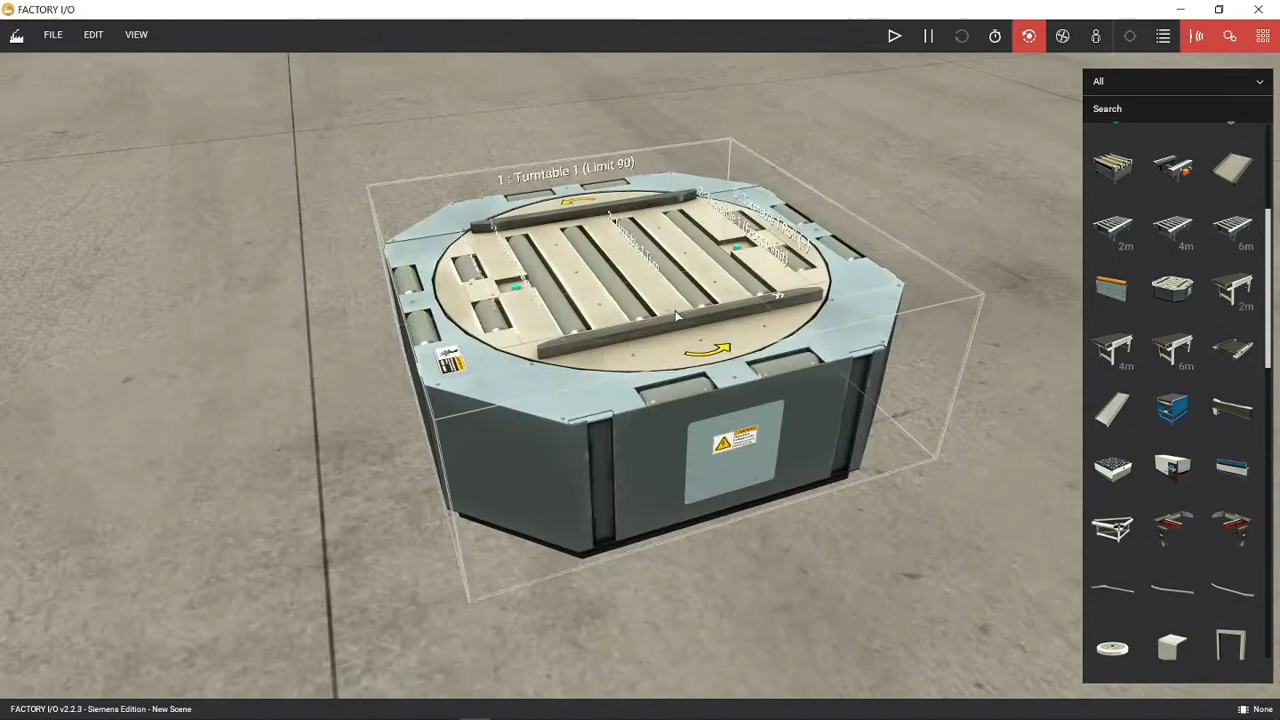 FACTORY I/O
FILE EDIT VIEW
All
Search
1 : Turntable 1 (Limit 90)
2m 4m 6m
2m
4m 6m
FACTORY I/O v2.2.3 - Siemens Edition - New Scene
None